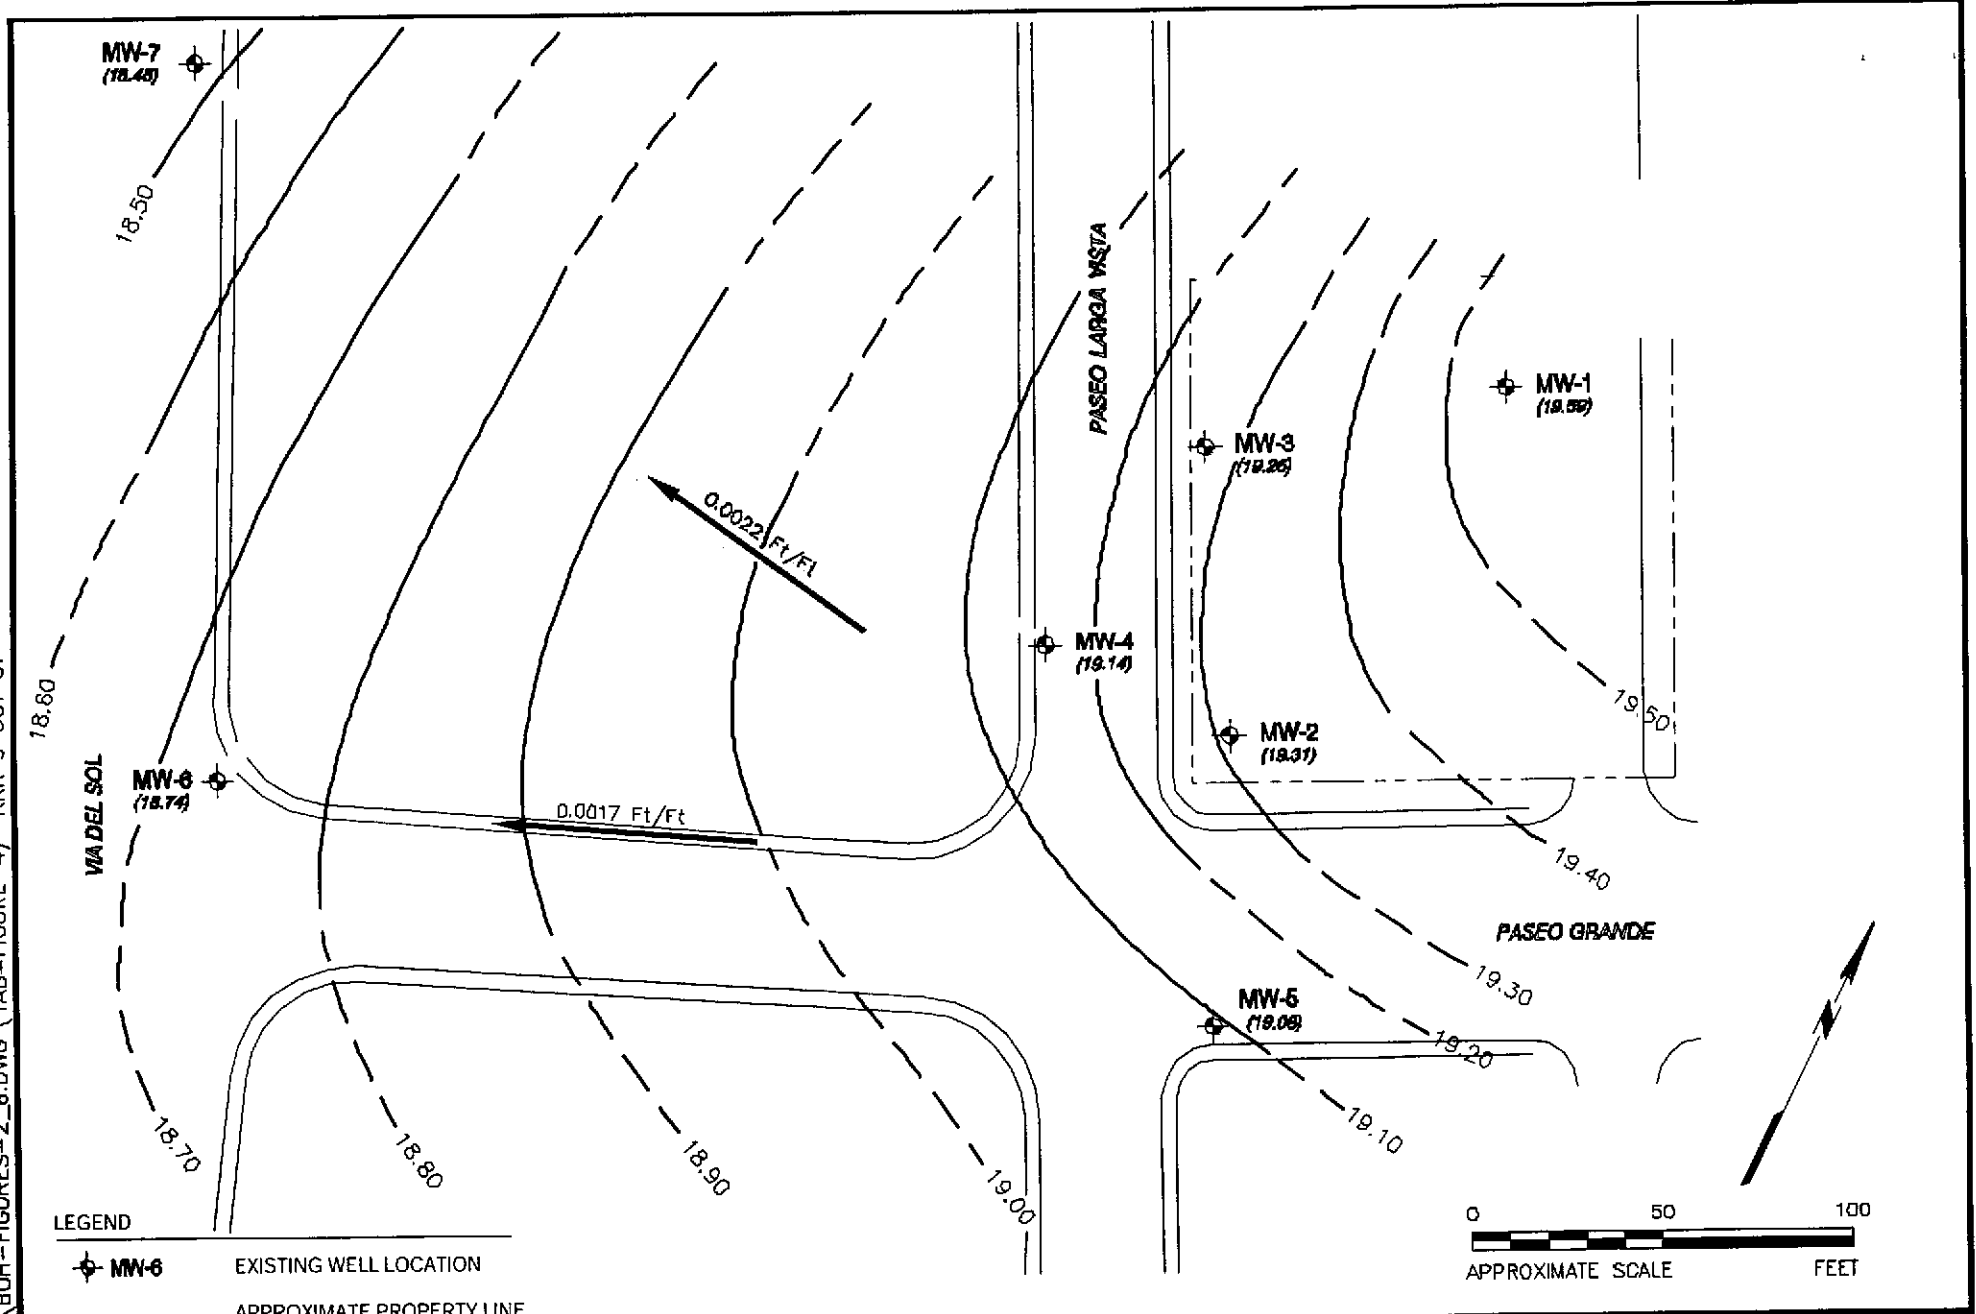 MW-7
(18.48)
18.50
PASEO LARGA VISTA
MW-1
(19.59)
MW-3
(19.26)
0.0022 Ft/Ft
MW-4
(19.14)
18.60
19.50
MW-2
(19.31)
VIA DEL SOL
MW-6
(18.74)
0.0017 Ft/Ft
19.40
PASEO GRANDE
19.30
MW-5
(19.08)
19.20
19.10
18.70
18.80
18.90
19.00
LEGEND
MW-6 EXISTING WELL LOCATION
APPROXIMATE PROPERTY LINE
0 50 100
APPROXIMATE SCALE FEET